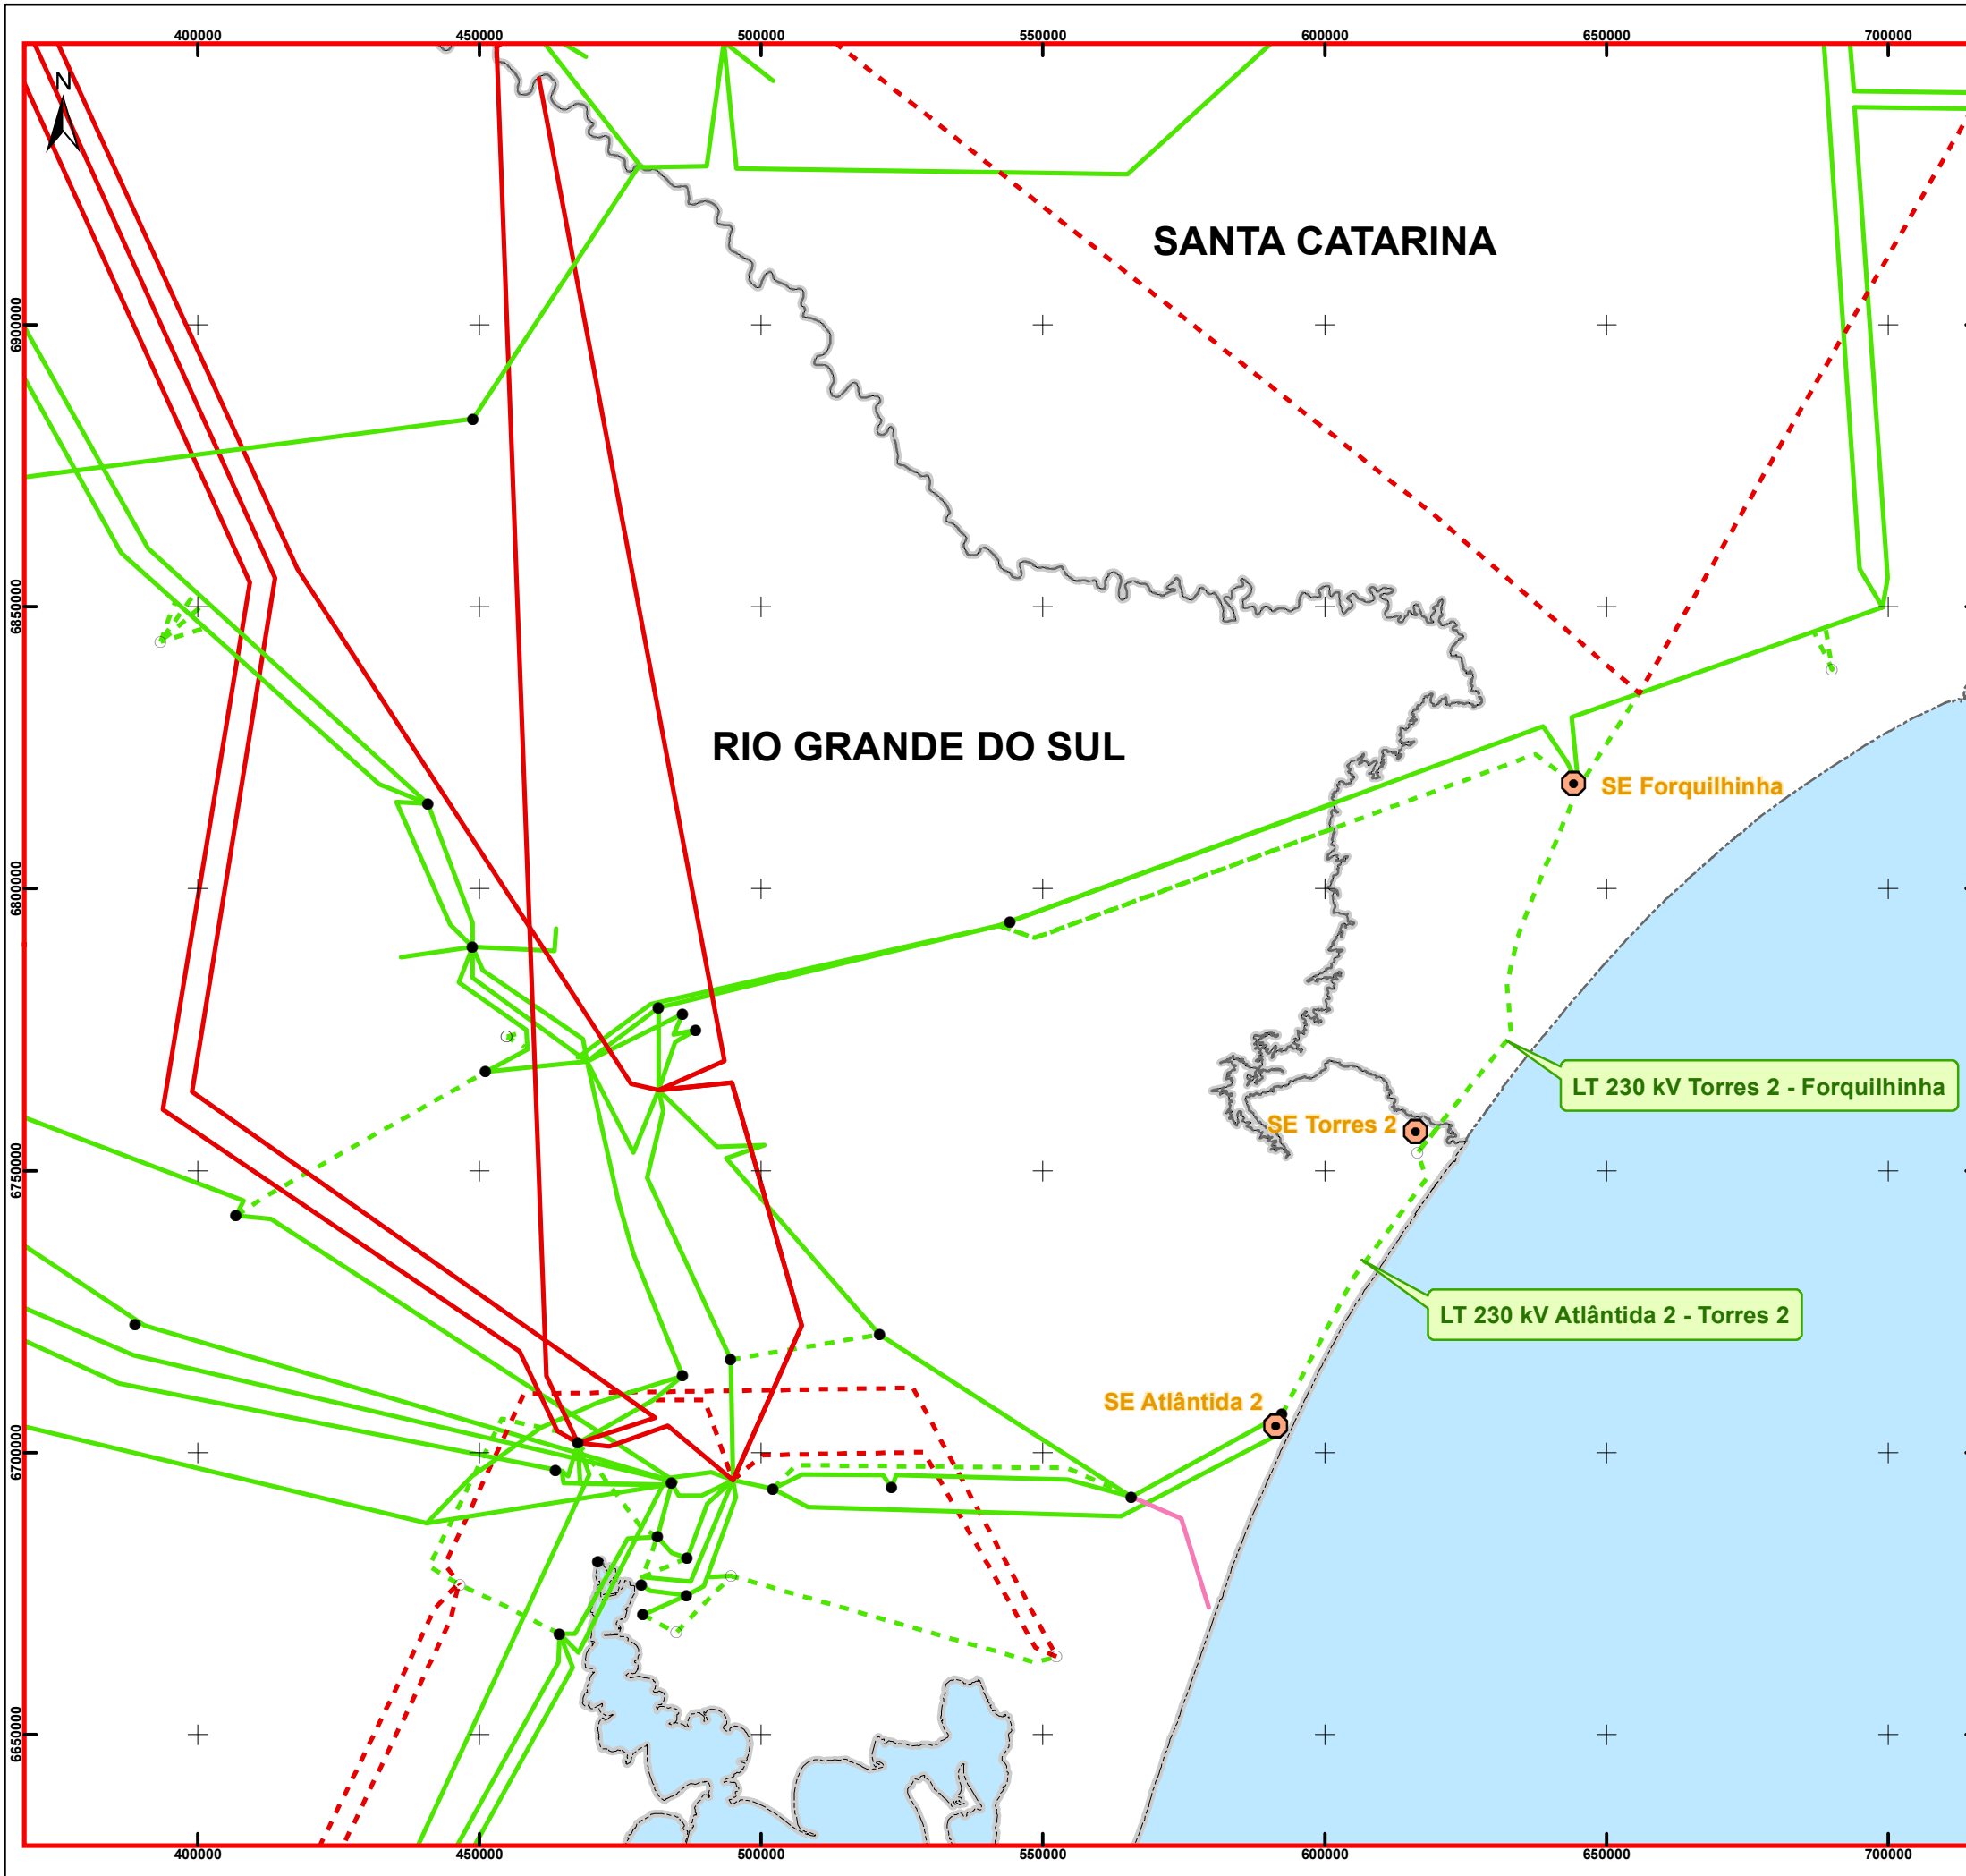 400000 450000 500000 550000 600000 650000 700000
N
SANTA CATARINA
6900000
6850000
RIO GRANDE DO SUL
SE Forquilhinha
6800000
LT 230 kV Torres 2 - Forquilhinha
SE Torres 2
6750000
LT 230 kV Atlântida 2 - Torres 2
SE Atlântida 2
6700000
6650000
400000 450000 500000 550000 600000 650000 700000